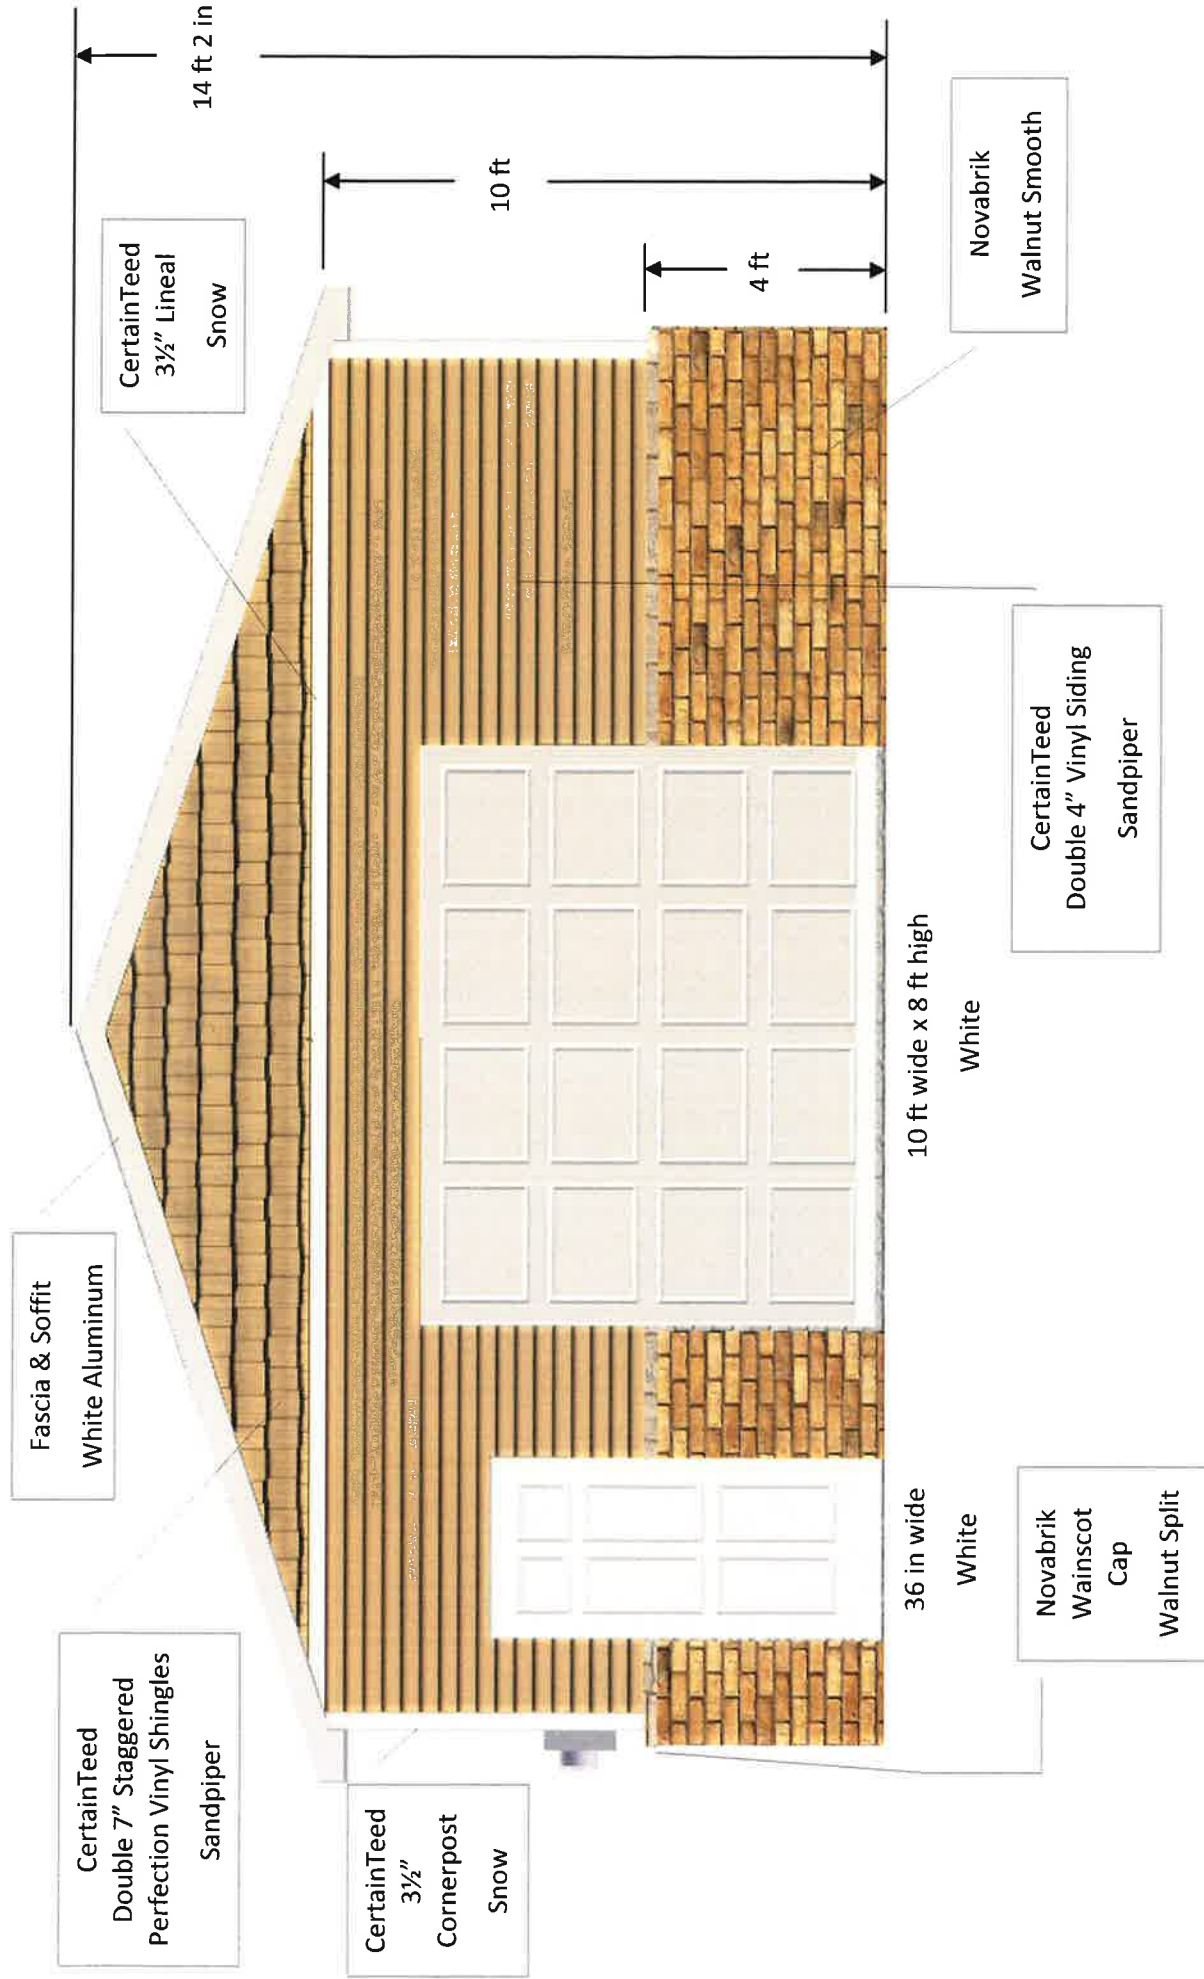 CertainTeed
Double 7” Staggered
Perfection Vinyl Shingles
Sandpiper
Fascia & Soffit
White Aluminum
CertainTeed
3½” Lineal
Snow
14 ft 2 in
10 ft
4 ft
CertainTeed
3½”
Cornerpost
Snow
36 in wide
White
10 ft wide x 8 ft high
White
Novabrik
Walnut Smooth
Novabrik
Wainscot
Cap
Walnut Split
CertainTeed
Double 4” Vinyl Siding
Sandpiper